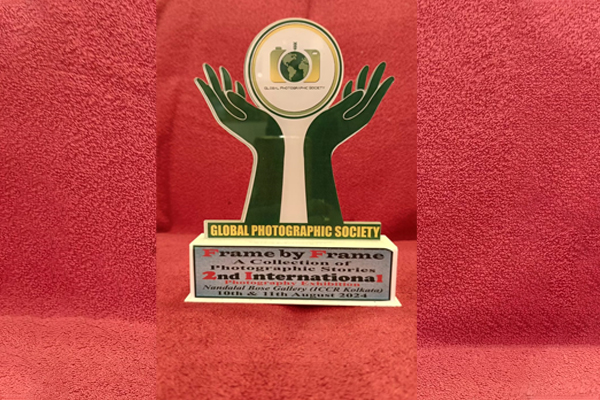 GLOBAL PHOTOGRAPHIC SOCIETY
GLOBAL PHOTOGRAPHIC SOCIETY
Frame by Frame
A Collection of
Photographic Stories
2nd International
Photography Exhibition
Nandalal Bose Gallery (ICCR Kolkata)
10th & 11th August 2024